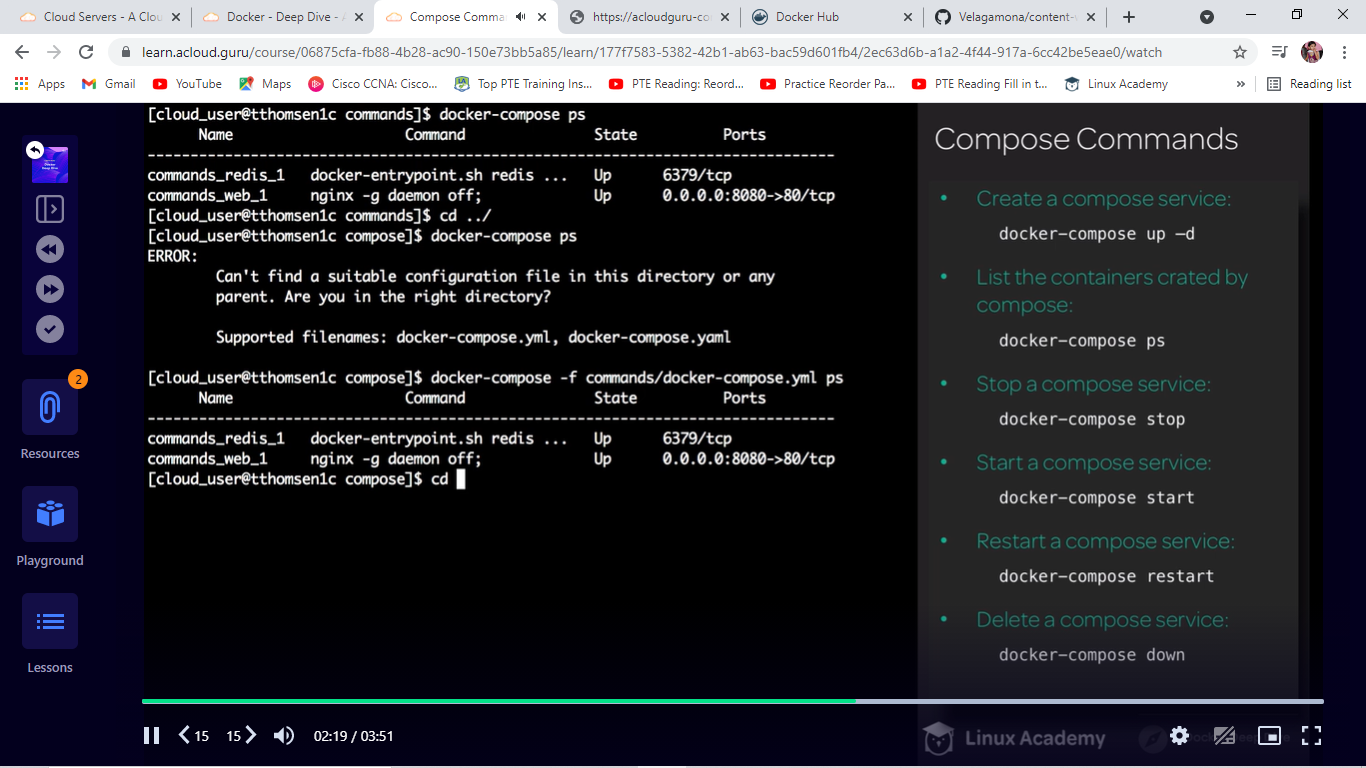 Cloud Servers - A Clou
Docker - Deep Dive - A
Compose Comma
https://acloudguru-co
Docker Hub
Velagamona/content-
learn.acloud.guru/course/06875cfa-fb88-4b28-ac90-150e73bb5a85/learn/177f7583-5382-42b1-ab63-bac59d601fb4/2ec63d6b-a1a2-4f44-917a-6cc42be5eae0/watch
Apps
Gmail
YouTube
Maps
Cisco CCNA: Cisco...
Top PTE Training Ins...
PTE Reading: Reord...
Practice Reorder Pa...
PTE Reading Fill in t...
Linux Academy
»
Reading list
2
Resources
Playground
Lessons
[cloud_user@tthomsen1c commands]$ docker-compose ps
Name Command State Ports
--------------------------------------------------------------------------------
commands_redis_1 docker-entrypoint.sh redis ... Up 6379/tcp
commands_web_1 nginx -g daemon off; Up 0.0.0.0:8080->80/tcp
[cloud_user@tthomsen1c commands]$ cd ../
[cloud_user@tthomsen1c compose]$ docker-compose ps
ERROR:
Can't find a suitable configuration file in this directory or any
parent. Are you in the right directory?
Supported filenames: docker-compose.yml, docker-compose.yaml
[cloud_user@tthomsen1c compose]$ docker-compose -f commands/docker-compose.yml ps
Name Command State Ports
--------------------------------------------------------------------------------
commands_redis_1 docker-entrypoint.sh redis ... Up 6379/tcp
commands_web_1 nginx -g daemon off; Up 0.0.0.0:8080->80/tcp
[cloud_user@tthomsen1c compose]$ cd
Compose Commands
• Create a compose service:
docker-compose up –d
• List the containers crated by
compose:
docker-compose ps
• Stop a compose service:
docker-compose stop
• Start a compose service:
docker-compose start
• Restart a compose service:
docker-compose restart
• Delete a compose service:
docker-compose down
15
15
02:19 / 03:51
Linux Academy